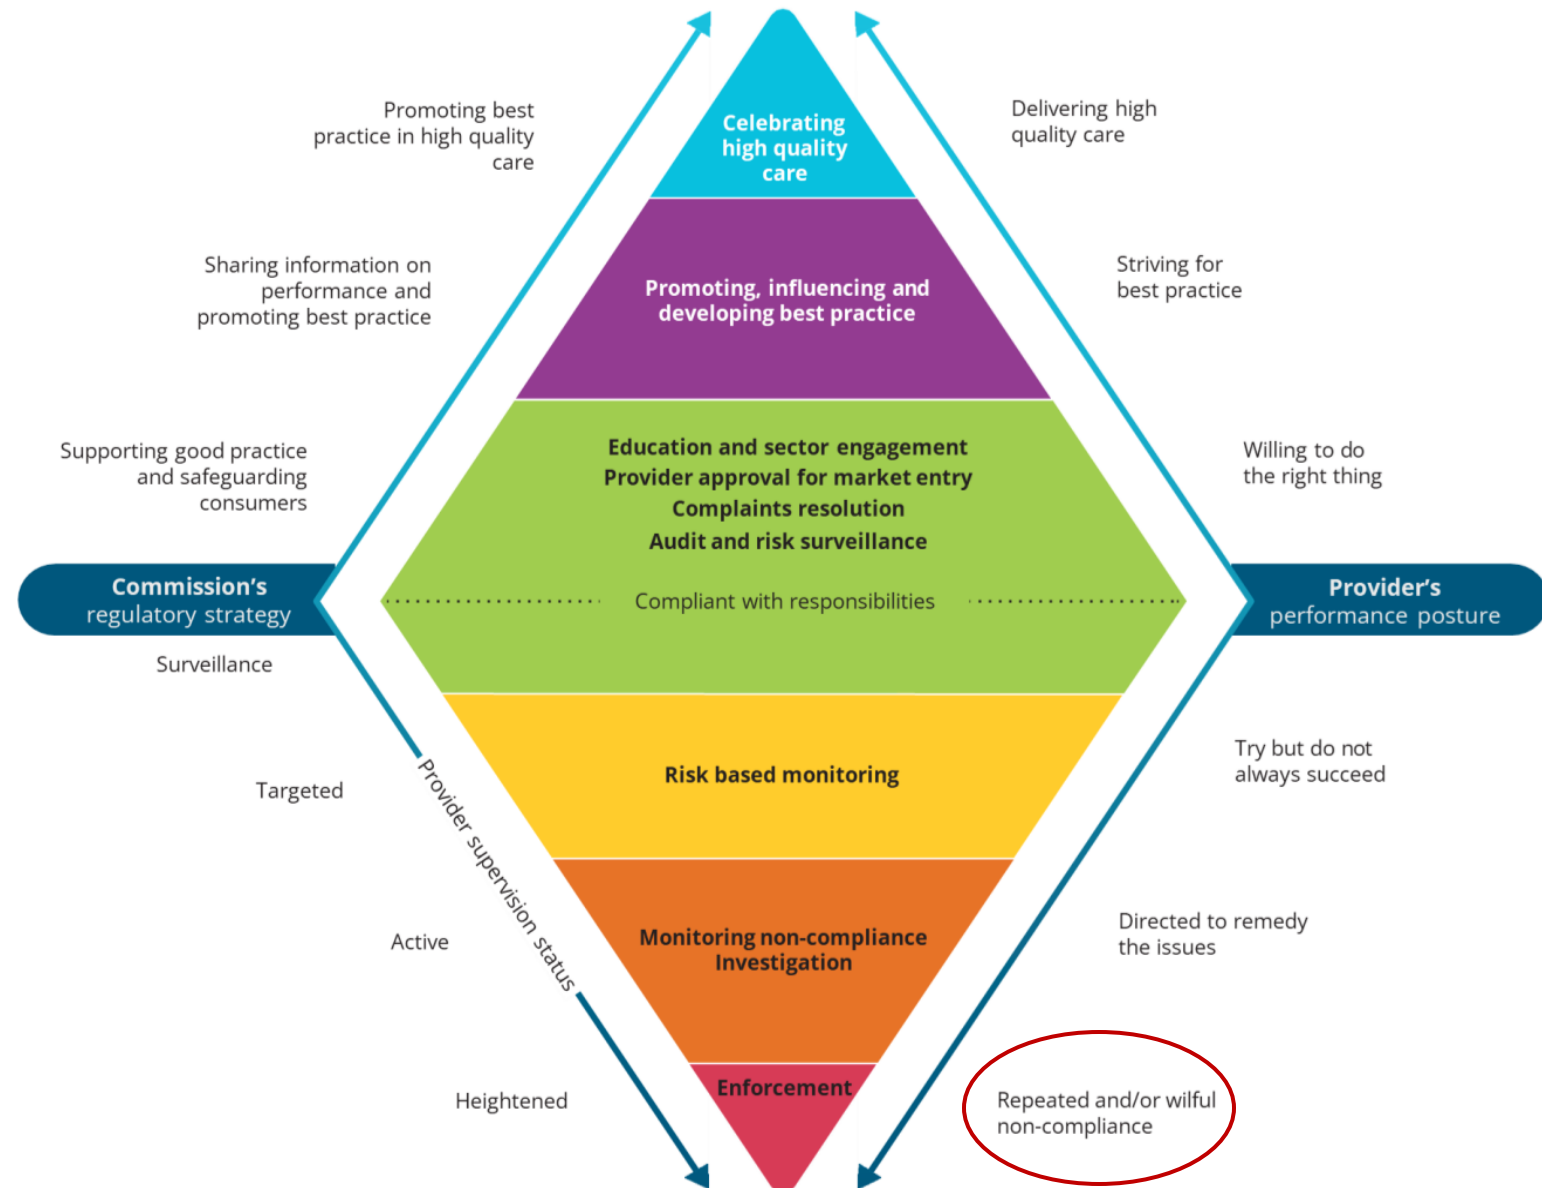 Promoting best
practice in high quality
care
Celebrating
high quality
care
Delivering high
quality care
Sharing information on
performance and
promoting best practice
Promoting, influencing and
developing best practice
Striving for
best practice
Supporting good practice
and safeguarding
consumers
Education and sector engagement
Provider approval for market entry
Complaints resolution
Audit and risk surveillance
Willing to do
the right thing
Commission's
regulatory strategy
Compliant with responsibilities
Provider's
performance posture
Surveillance
Targeted
Provider supervision status
Risk based monitoring
Try but do not
always succeed
Active
Monitoring non-compliance
Investigation
Directed to remedy
the issues
Heightened
Enforcement
Repeated and/or wilful
non-compliance